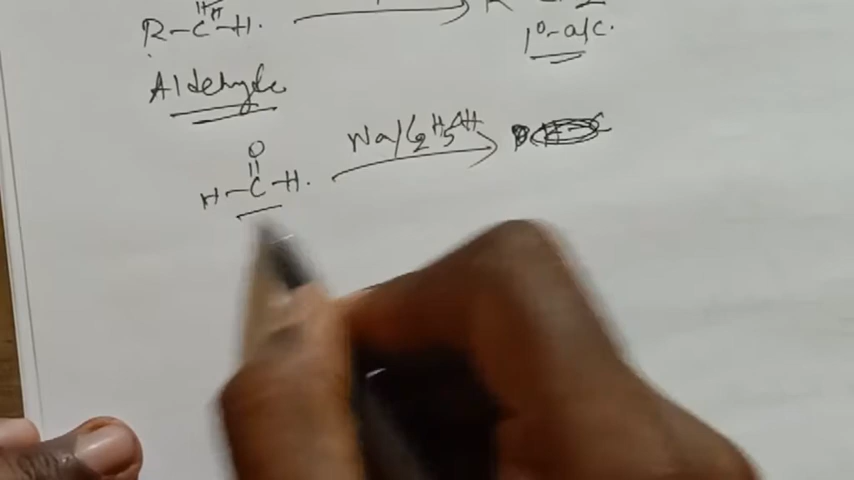 R-C-H.
1°-alc.
Aldehyde
O
||
H-C-H.
Na/C2H5OH